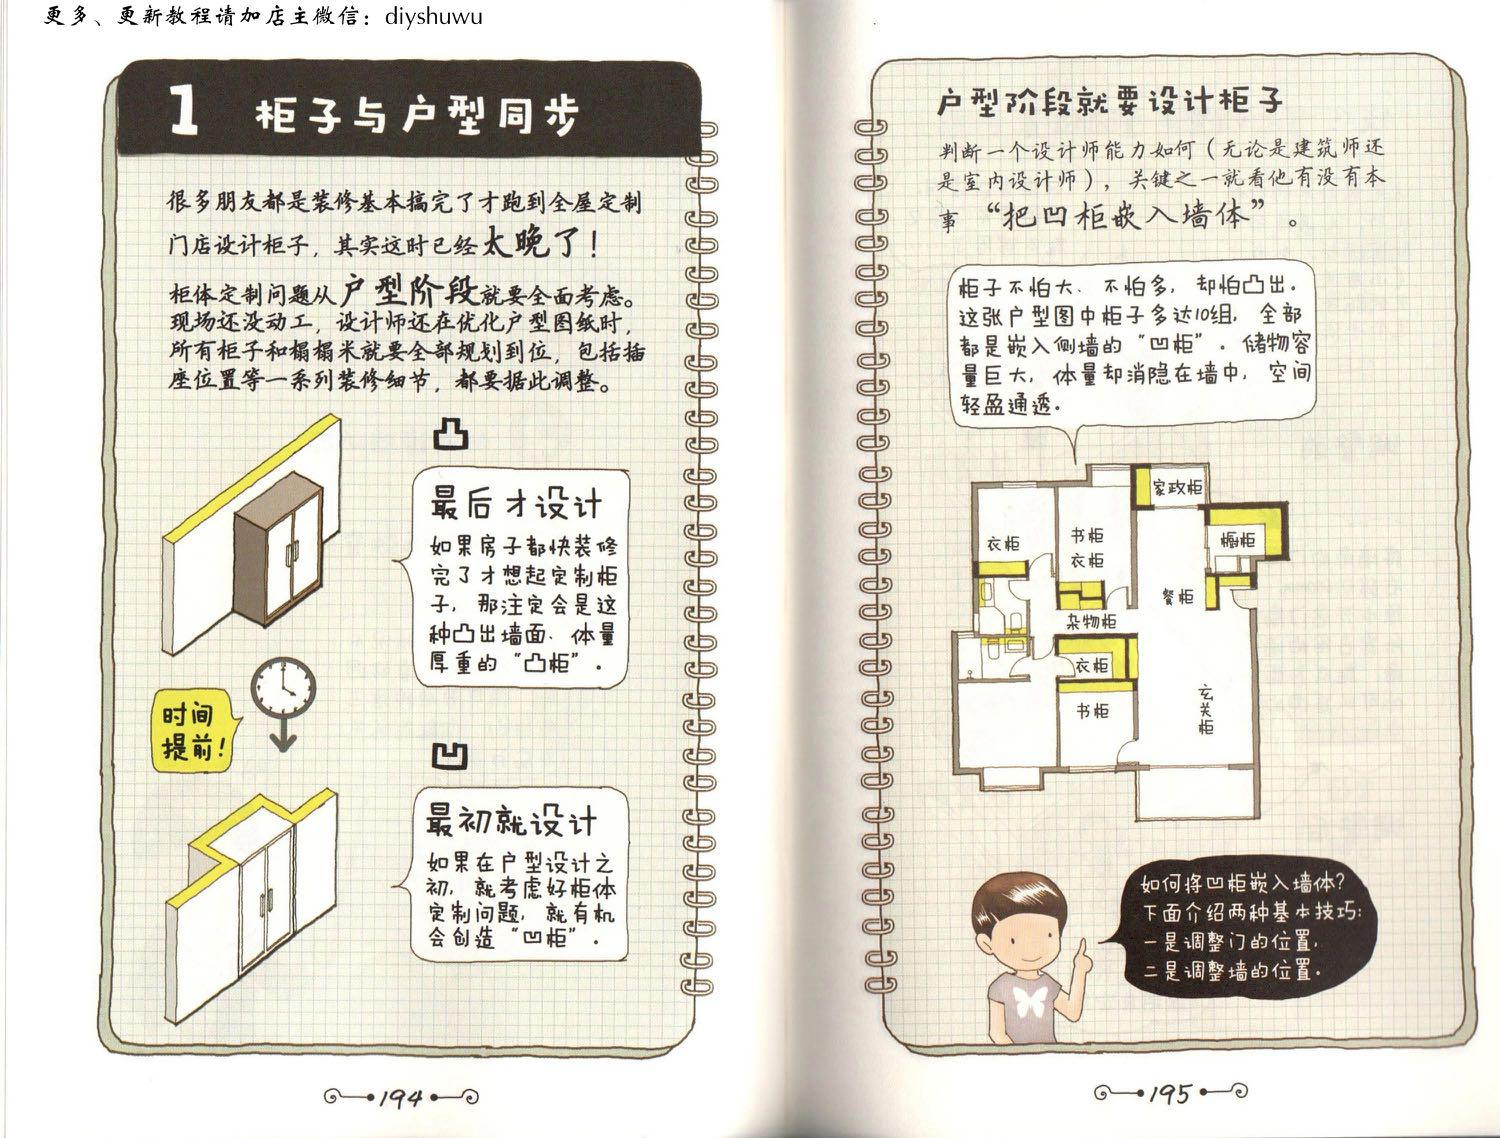 更多、更新教程请加店主微信：diyshuwu
1 柜子与户型同步
很多朋友都是装修基本搞完了才跑到全屋定制
门店设计柜子，其实这时已经太晚了！
柜体定制问题从户型阶段就要全面考虑。
现场还没动工，设计师还在优化户型图纸时，
所有柜子和榻榻米就要全部规划到位，包括插
座位置等一系列装修细节，都要据此调整。
凸
最后才设计
如果房子都快装修
完了才想起定制柜
子，那注定会是这
种凸出墙面、体量
厚重的“凸柜”。
时间
提前！
凹
最初就设计
如果在户型设计之
初，就考虑好柜体
定制问题，就有机
会创造“凹柜”。
194
户型阶段就要设计柜子
判断一个设计师能力如何（无论是建筑师还
是室内设计师），关键之一就看他有没有本
事“把凹柜嵌入墙体”。
柜子不怕大、不怕多，却怕凸出。
这张户型图中柜子多达10组，全部
都是嵌入侧墙的“凹柜”。储物容
量巨大，体量却消隐在墙中，空间
轻盈通透。
家政柜
衣柜
书柜
衣柜
橱柜
餐柜
杂物柜
衣柜
书柜
玄关柜
如何将凹柜嵌入墙体？
下面介绍两种基本技巧：
一是调整门的位置，
二是调整墙的位置。
195